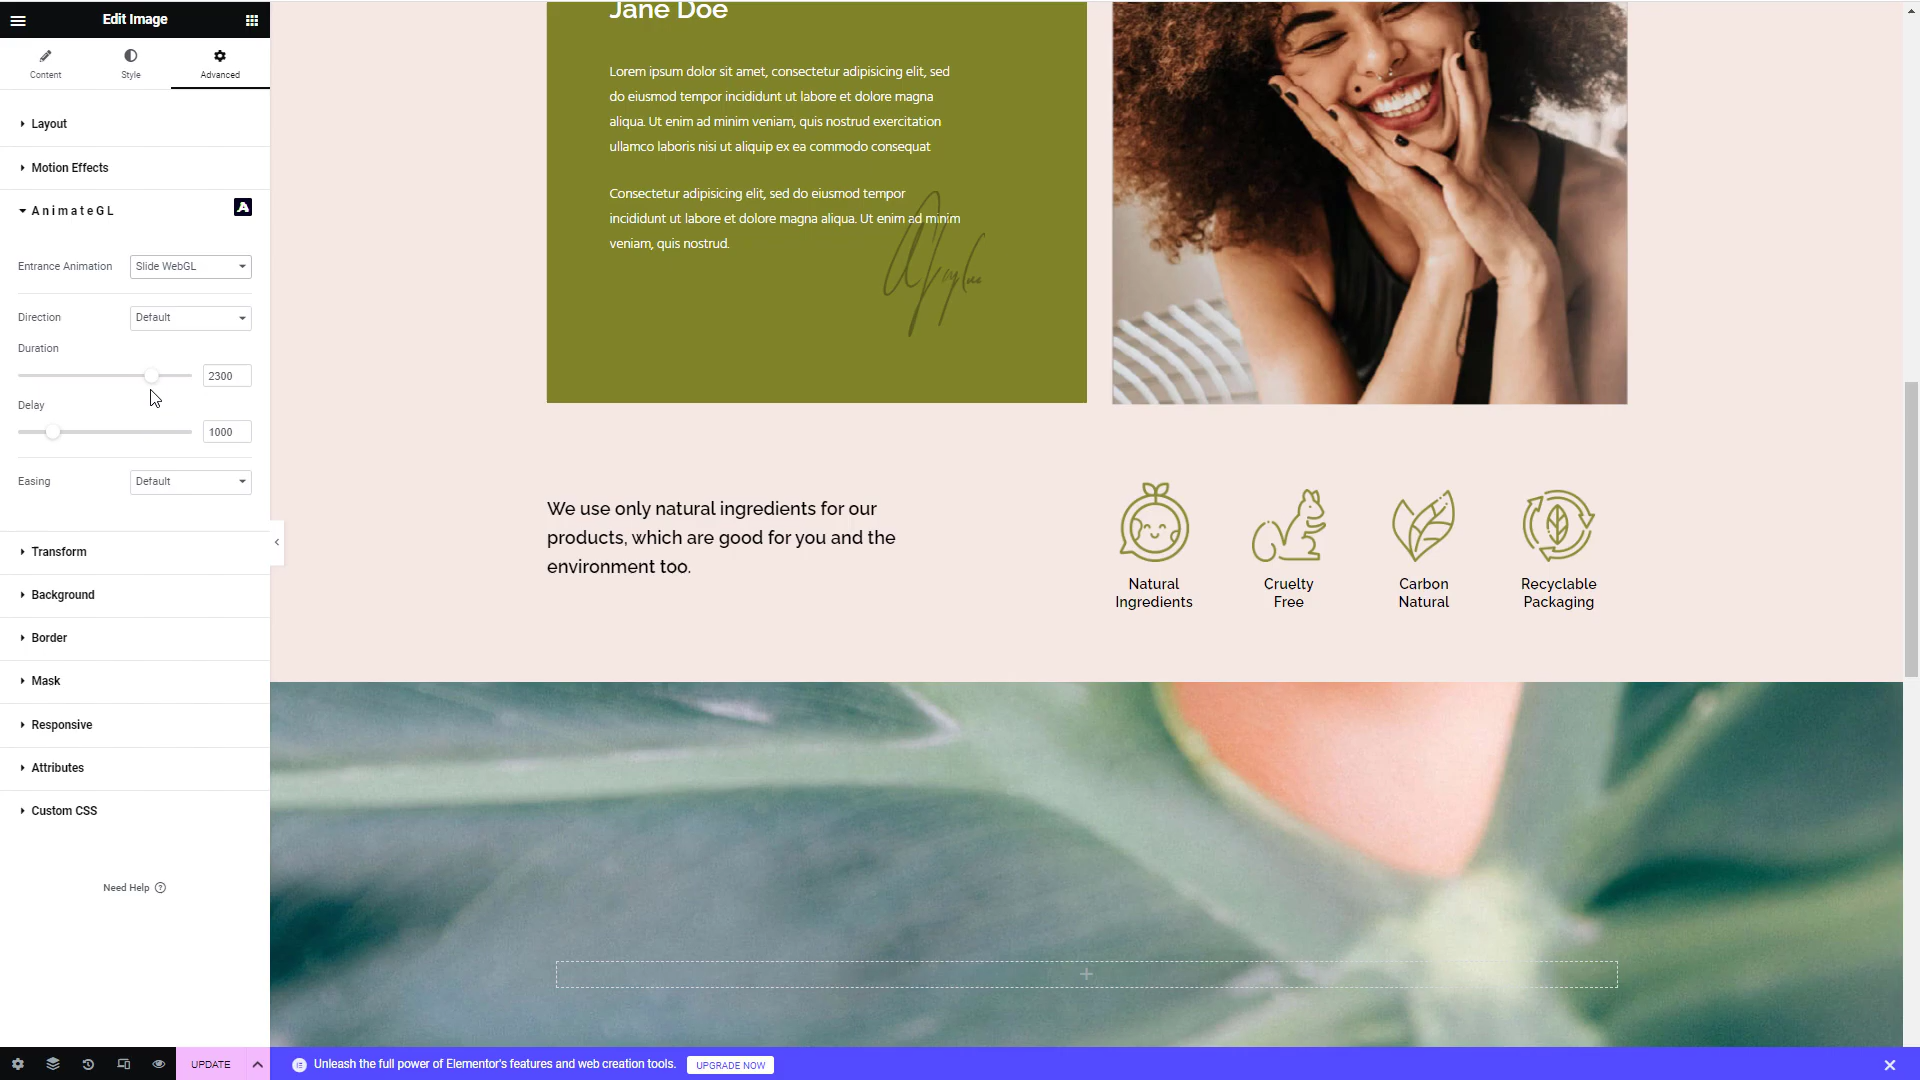 Edit Image
Content
Style
Advanced
Layout
Motion Effects
AnimateGL
Entrance Animation
Slide WebGL
Direction
Default
Duration
2300
Delay
1000
Easing
Default
Transform
Background
Border
Mask
Responsive
Attributes
Custom CSS
Need Help
UPDATE
Jane Doe
Lorem ipsum dolor sit amet, consectetur adipisicing elit, sed
do eiusmod tempor incididunt ut labore et dolore magna
aliqua. Ut enim ad minim veniam, quis nostrud exercitation
ullamco laboris nisi ut aliquip ex ea commodo consequat
Consectetur adipisicing elit, sed do eiusmod tempor
incididunt ut labore et dolore magna aliqua. Ut enim ad minim
veniam, quis nostrud.
We use only natural ingredients for our
products, which are good for you and the
environment too.
Natural
Ingredients
Cruelty
Free
Carbon
Natural
Recyclable
Packaging
Unleash the full power of Elementor's features and web creation tools.
UPGRADE NOW